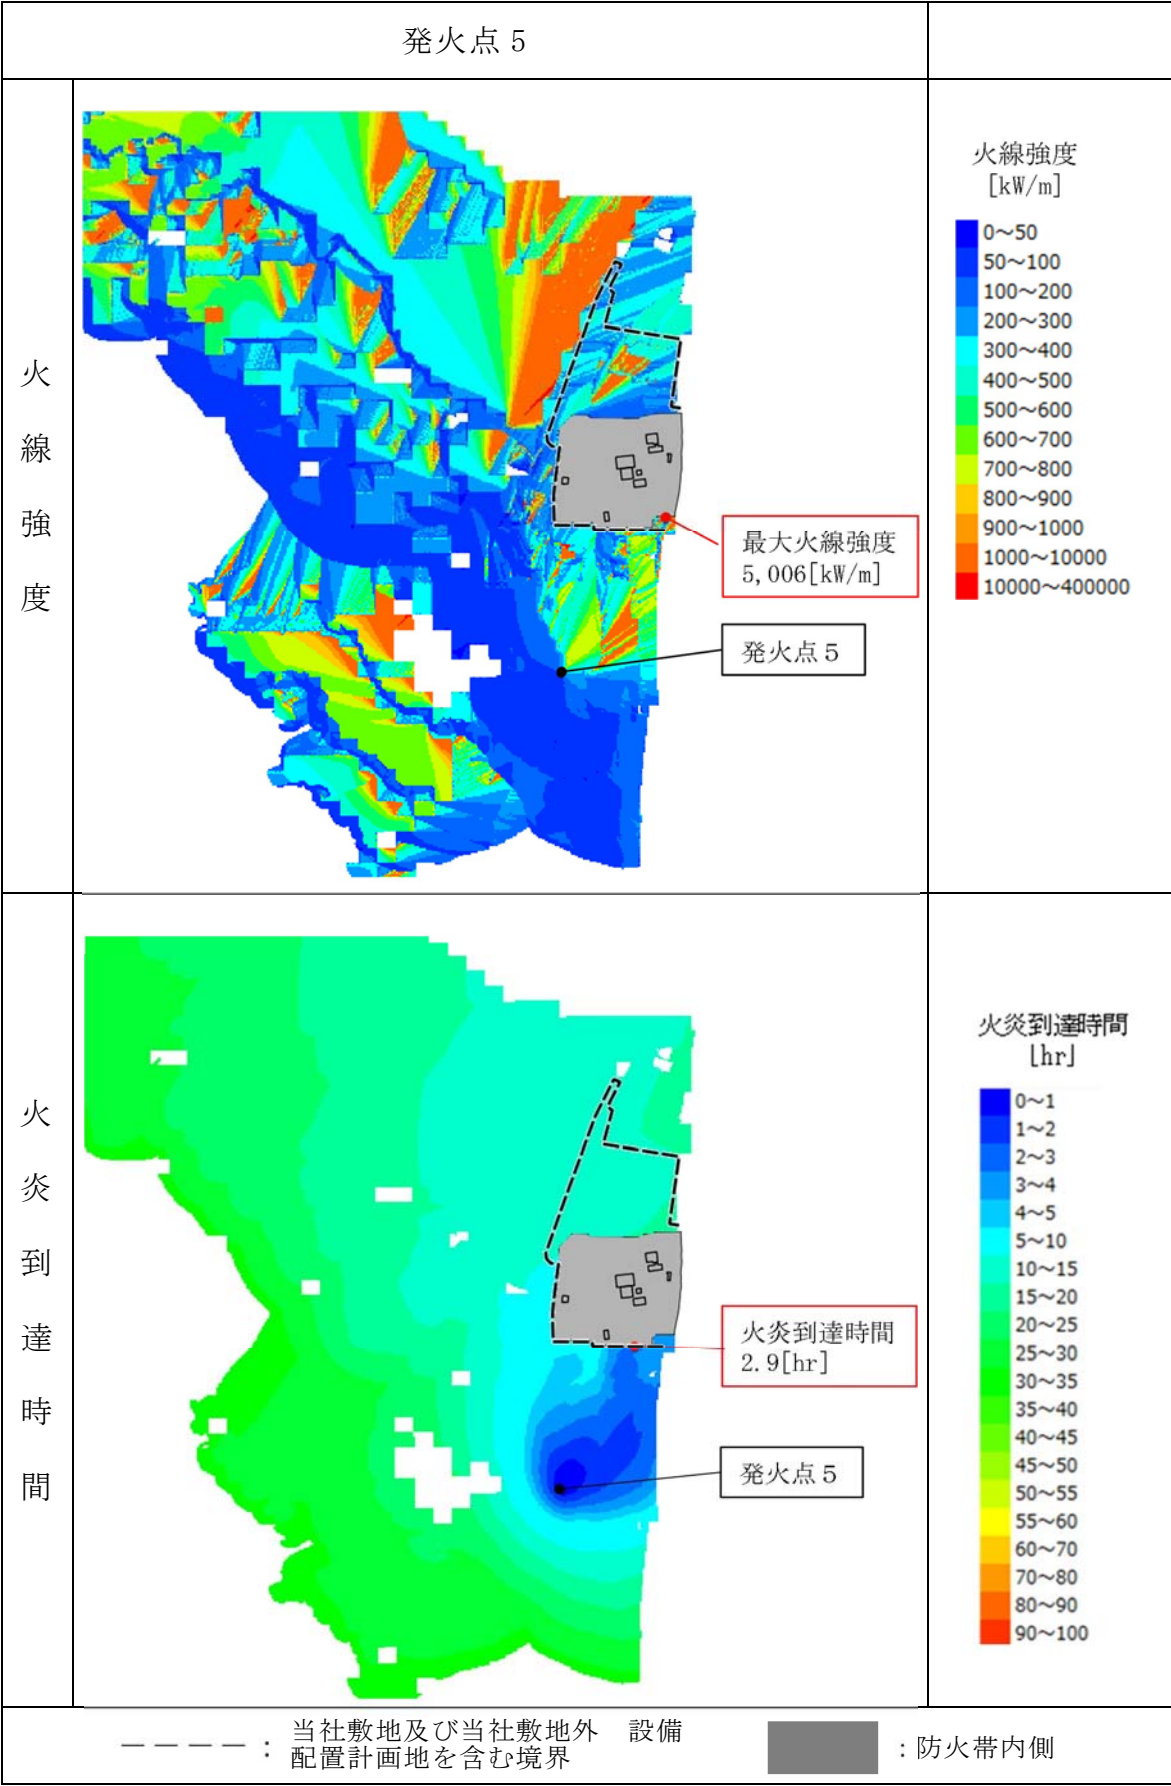 発火点5
火線強度
火線強度
[kW/m]
0～50
50～100
100～200
200～300
300～400
400～500
500～600
600～700
700～800
800～900
900～1000
1000～10000
10000～400000
最大火線強度
5,006[kW/m]
発火点5
火炎到達時間
火炎到達時間
[hr]
0～1
1～2
2～3
3～4
4～5
5～10
10～15
15～20
20～25
25～30
30～35
35～40
40～45
45～50
50～55
55～60
60～70
70～80
80～90
90～100
火炎到達時間
2.9[hr]
発火点5
：当社敷地及び当社敷地外　設備
配置計画地を含む境界
：防火帯内側